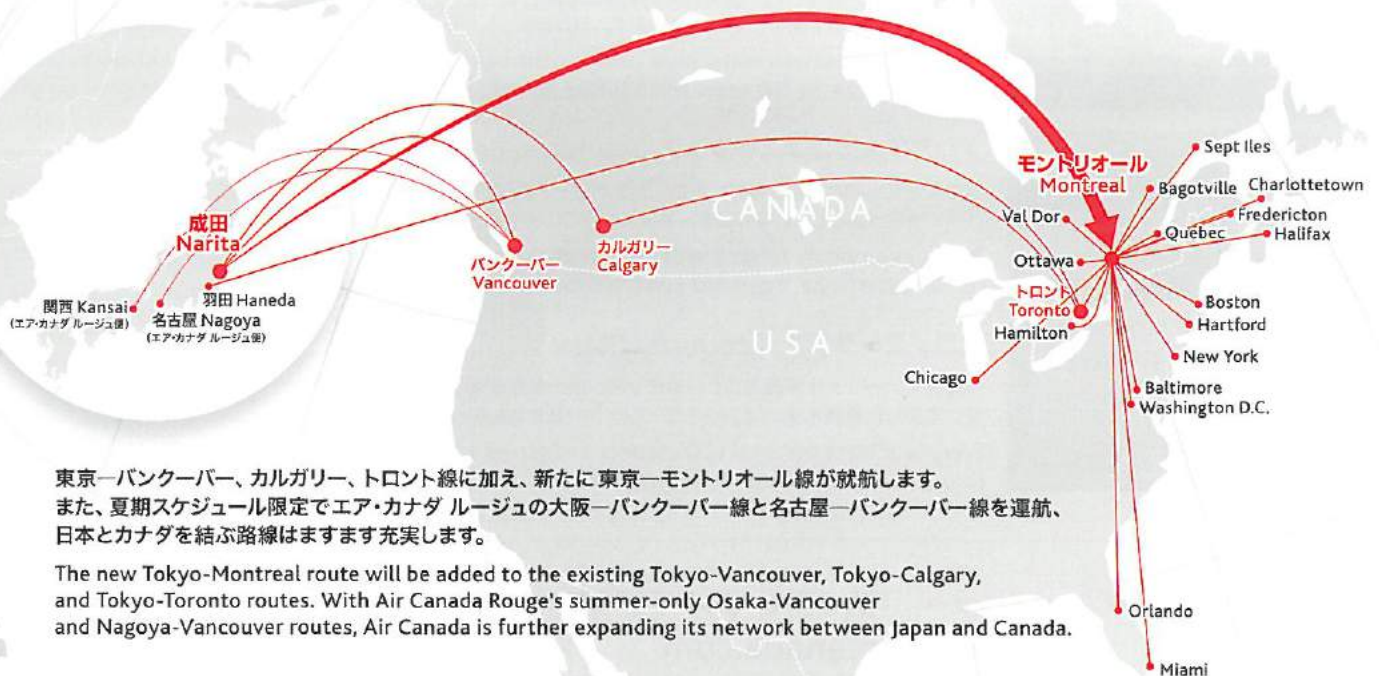 モントリオール
Montreal
Sept Iles
Bagotville
Charlottetown
Val Dor
Fredericton
Québec
Halifax
Ottawa
CANADA
成田
Narita
カルガリー
Calgary
バンクーバー
Vancouver
羽田 Haneda
関西 Kansai
(エア・カナダ ルージュ便)
名古屋 Nagoya
(エア・カナダ ルージュ便)
トロント
Toronto
Hamilton
Boston
Hartford
USA
New York
Chicago
Baltimore
Washington D.C.
東京―バンクーバー、カルガリー、トロント線に加え、新たに東京―モントリオール線が就航します。
また、夏期スケジュール限定でエア・カナダ ルージュの大阪―バンクーバー線と名古屋―バンクーバー線を運航、
日本とカナダを結ぶ路線はますます充実します。
The new Tokyo-Montreal route will be added to the existing Tokyo-Vancouver, Tokyo-Calgary,
and Tokyo-Toronto routes. With Air Canada Rouge's summer-only Osaka-Vancouver
and Nagoya-Vancouver routes, Air Canada is further expanding its network between Japan and Canada.
Orlando
Miami